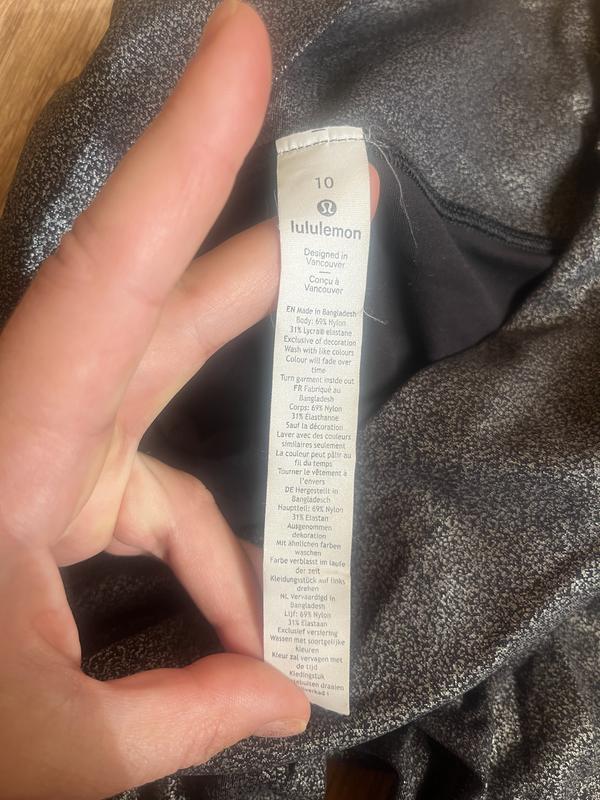 10
lululemon
Designed in
Vancouver
Conçu à
Vancouver
EN Made in Bangladesh
Body: 69% Nylon
31% Lycra® elastane
Exclusive of decoration
Wash with like colours
Colour will fade over
time
Turn garment inside out
FR Fabriqué au
Bangladesh
Corps: 69% Nylon
31% Élasthanne
Sauf la décoration
Laver avec des couleurs
similaires seulement
La couleur peut pâlir au
fil du temps
Tourner le vêtement à
l'envers
DE Hergestellt in
Bangladesch
Hauptteil: 69% Nylon
31% Elastan
Ausgenommen
dekoration
Mit ähnlichen farben
waschen
Farbe verblasst im laufe
der zeit
Kleidungsstück auf links
drehen
NL Vervaardigd in
Bangladesh
Lijf: 69% Nylon
31% Elastaan
Exclusief versiering
Wassen met soortgelijke
kleuren
Kleur zal vervagen met
de tijd
Kledingstuk
draaien